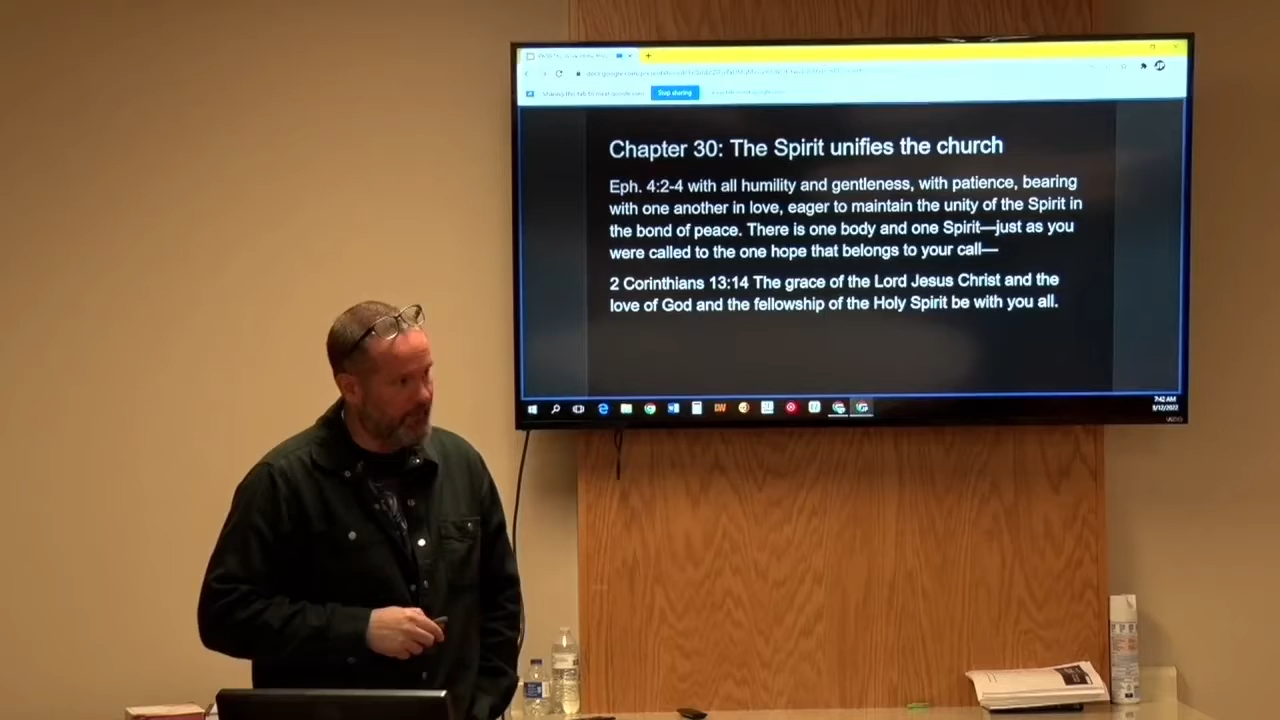 Stop sharing
Chapter 30: The Spirit unifies the church
Eph. 4:2-4 with all humility and gentleness, with patience, bearing
with one another in love, eager to maintain the unity of the Spirit in
the bond of peace. There is one body and one Spirit—just as you
were called to the one hope that belongs to your call—
2 Corinthians 13:14 The grace of the Lord Jesus Christ and the
love of God and the fellowship of the Holy Spirit be with you all.
7:42 AM
VIZIO